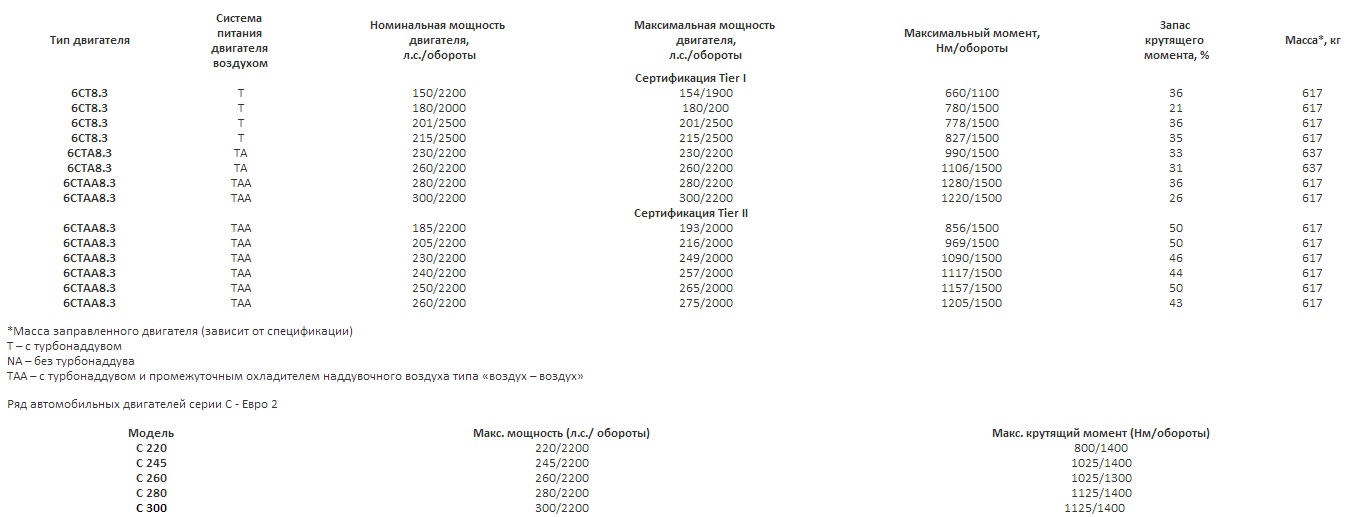 Тип двигателя Система питания двигателя воздухом Номинальная мощность двигателя, л.с./обороты Максимальная мощность двигателя, л.с./обороты Максимальный момент, Нм/обороты Запас крутящего момента, % Масса*, кг
Сертификация Tier I
6CT8.3 T 150/2200 154/1900 660/1100 36 617
6CT8.3 T 180/2000 180/200 780/1500 21 617
6CT8.3 T 201/2500 201/2500 778/1500 36 617
6CT8.3 T 215/2500 215/2500 827/1500 35 617
6CTA8.3 TA 230/2200 230/2200 990/1500 33 637
6CTA8.3 TA 260/2200 260/2200 1106/1500 31 637
6CTAA8.3 TAA 280/2200 280/2200 1280/1500 36 617
6CTAA8.3 TAA 300/2200 300/2200 1220/1500 26 617
Сертификация Tier II
6CTAA8.3 TAA 185/2200 193/2000 856/1500 50 617
6CTAA8.3 TAA 205/2200 216/2000 969/1500 50 617
6CTAA8.3 TAA 230/2200 249/2000 1090/1500 46 617
6CTAA8.3 TAA 240/2200 257/2000 1117/1500 44 617
6CTAA8.3 TAA 250/2200 265/2000 1157/1500 50 617
6CTAA8.3 TAA 260/2200 275/2000 1205/1500 43 617
*Масса заправленного двигателя (зависит от спецификации)
T – с турбонаддувом
NA – без турбонаддува
TAA – с турбонаддувом и промежуточным охладителем наддувочного воздуха типа «воздух – воздух»
Ряд автомобильных двигателей серии С - Евро 2
Модель Макс. мощность (л.с./ обороты) Макс. крутящий момент (Нм/обороты)
C 220 220/2200 800/1400
C 245 245/2200 1025/1400
C 260 260/2200 1025/1300
C 280 280/2200 1125/1400
C 300 300/2200 1125/1400